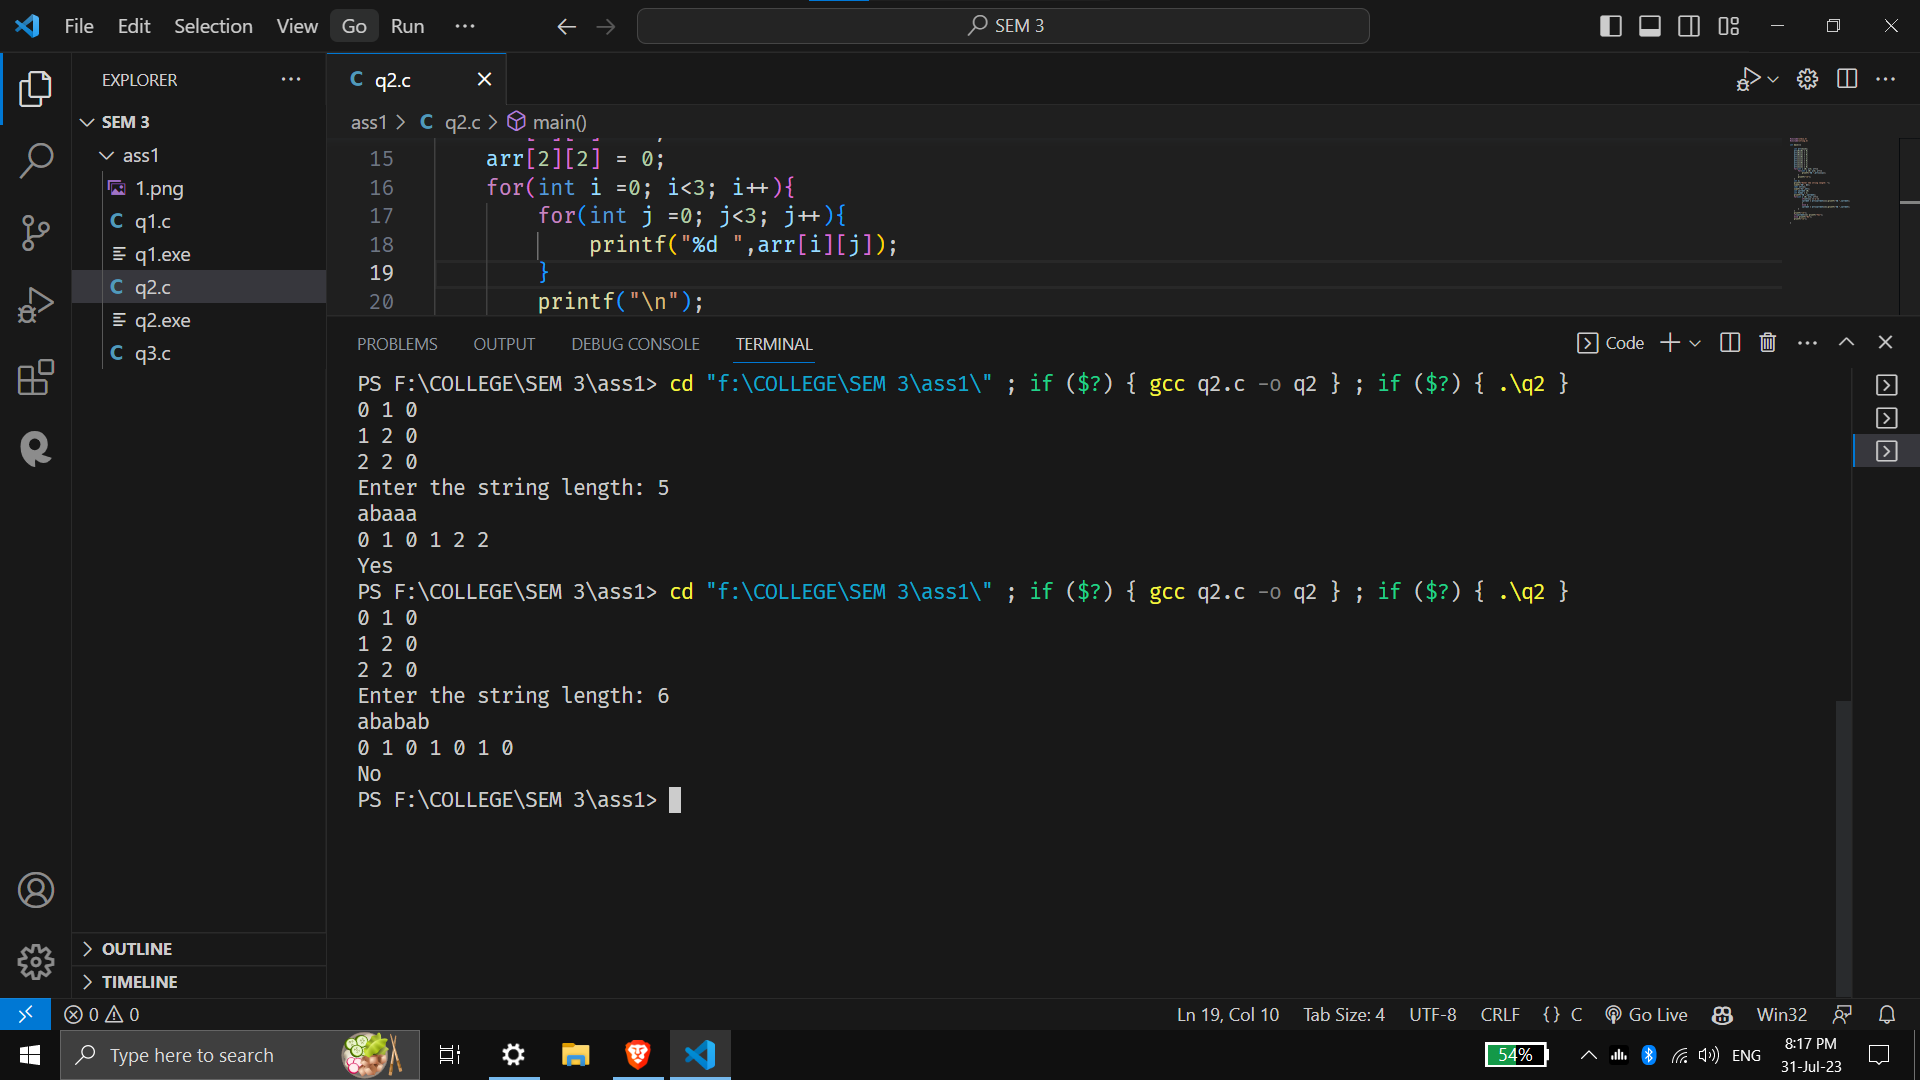 File Edit Selection View Go Run ··· SEM 3
EXPLORER ···
SEM 3
ass1
1.png
q1.c
q1.exe
q2.c
q2.exe
q3.c
OUTLINE
TIMELINE
C q2.c
ass1 > C q2.c > main()
15 arr[2][2] = 0;
16 for(int i =0; i<3; i++){
17 for(int j =0; j<3; j++){
18 printf("%d ",arr[i][j]);
19 }
20 printf("\n");
PROBLEMS OUTPUT DEBUG CONSOLE TERMINAL Code
PS F:\COLLEGE\SEM 3\ass1> cd "f:\COLLEGE\SEM 3\ass1\" ; if ($?) { gcc q2.c -o q2 } ; if ($?) { .\q2 }
0 1 0
1 2 0
2 2 0
Enter the string length: 5
abaaa
0 1 0 1 2 2
Yes
PS F:\COLLEGE\SEM 3\ass1> cd "f:\COLLEGE\SEM 3\ass1\" ; if ($?) { gcc q2.c -o q2 } ; if ($?) { .\q2 }
0 1 0
1 2 0
2 2 0
Enter the string length: 6
ababab
0 1 0 1 0 1 0
No
PS F:\COLLEGE\SEM 3\ass1>
0 0 Ln 19, Col 10 Tab Size: 4 UTF-8 CRLF {} C Go Live Win32
Type here to search 54% ENG 8:17 PM
31-Jul-23